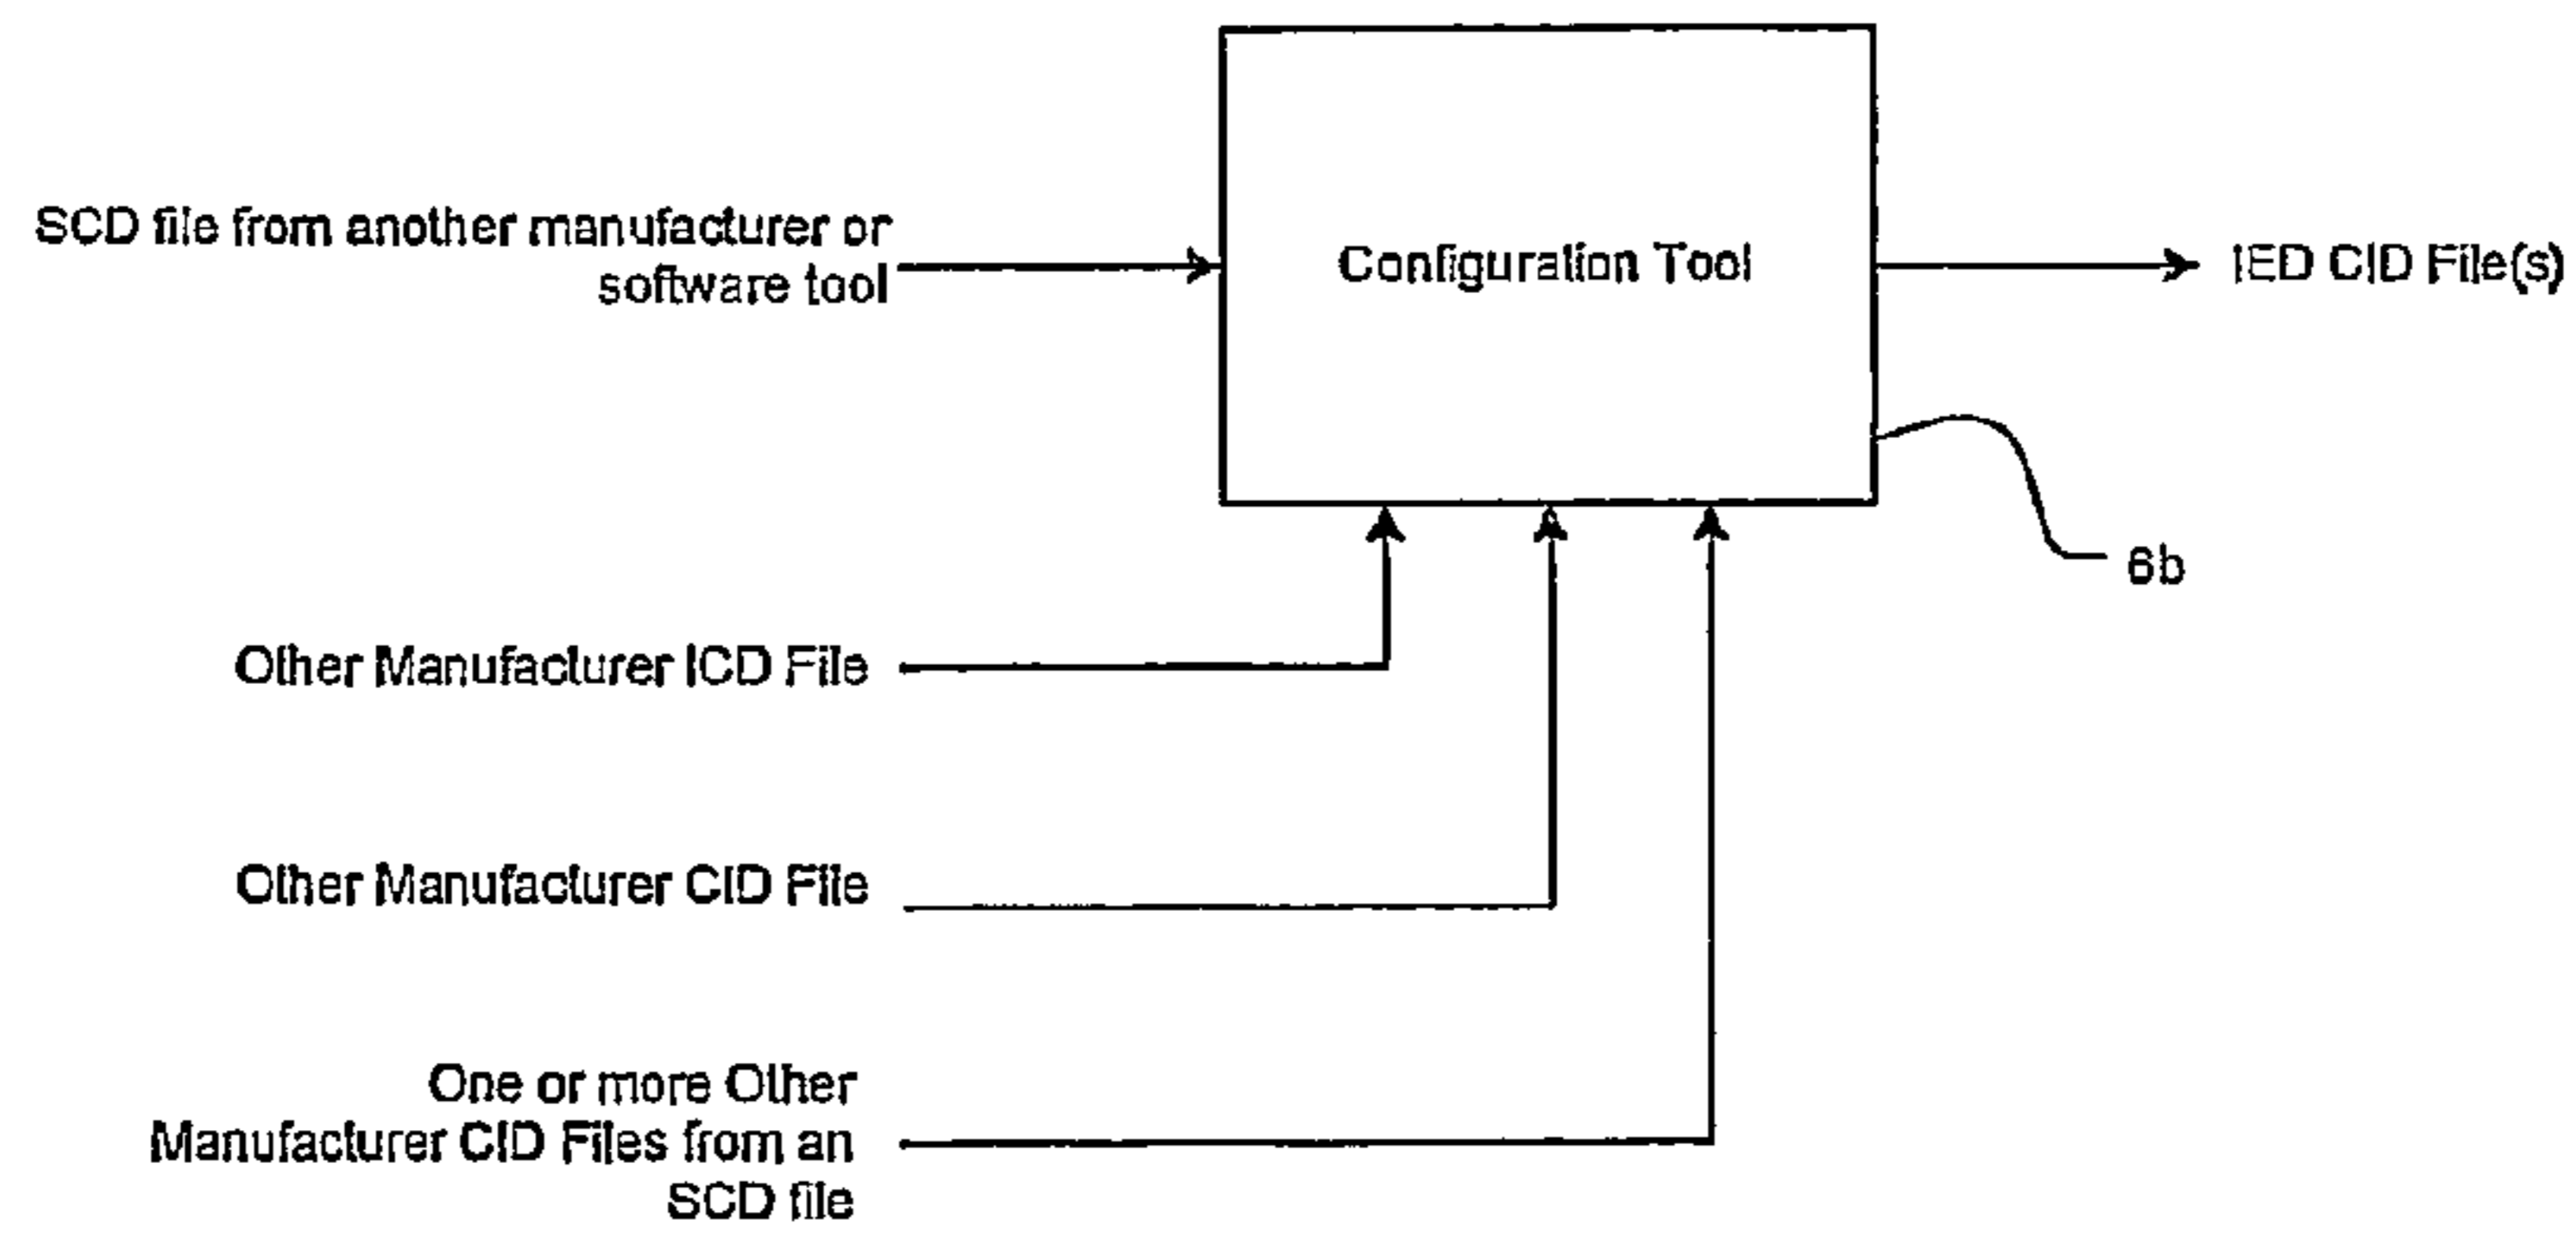 SCD file from another manufacturer or
software tool
Configuration Tool
IED CID File(s)
6b
Other Manufacturer ICD File
Other Manufacturer CID File
One or more Other
Manufacturer CID Files from an
SCD file